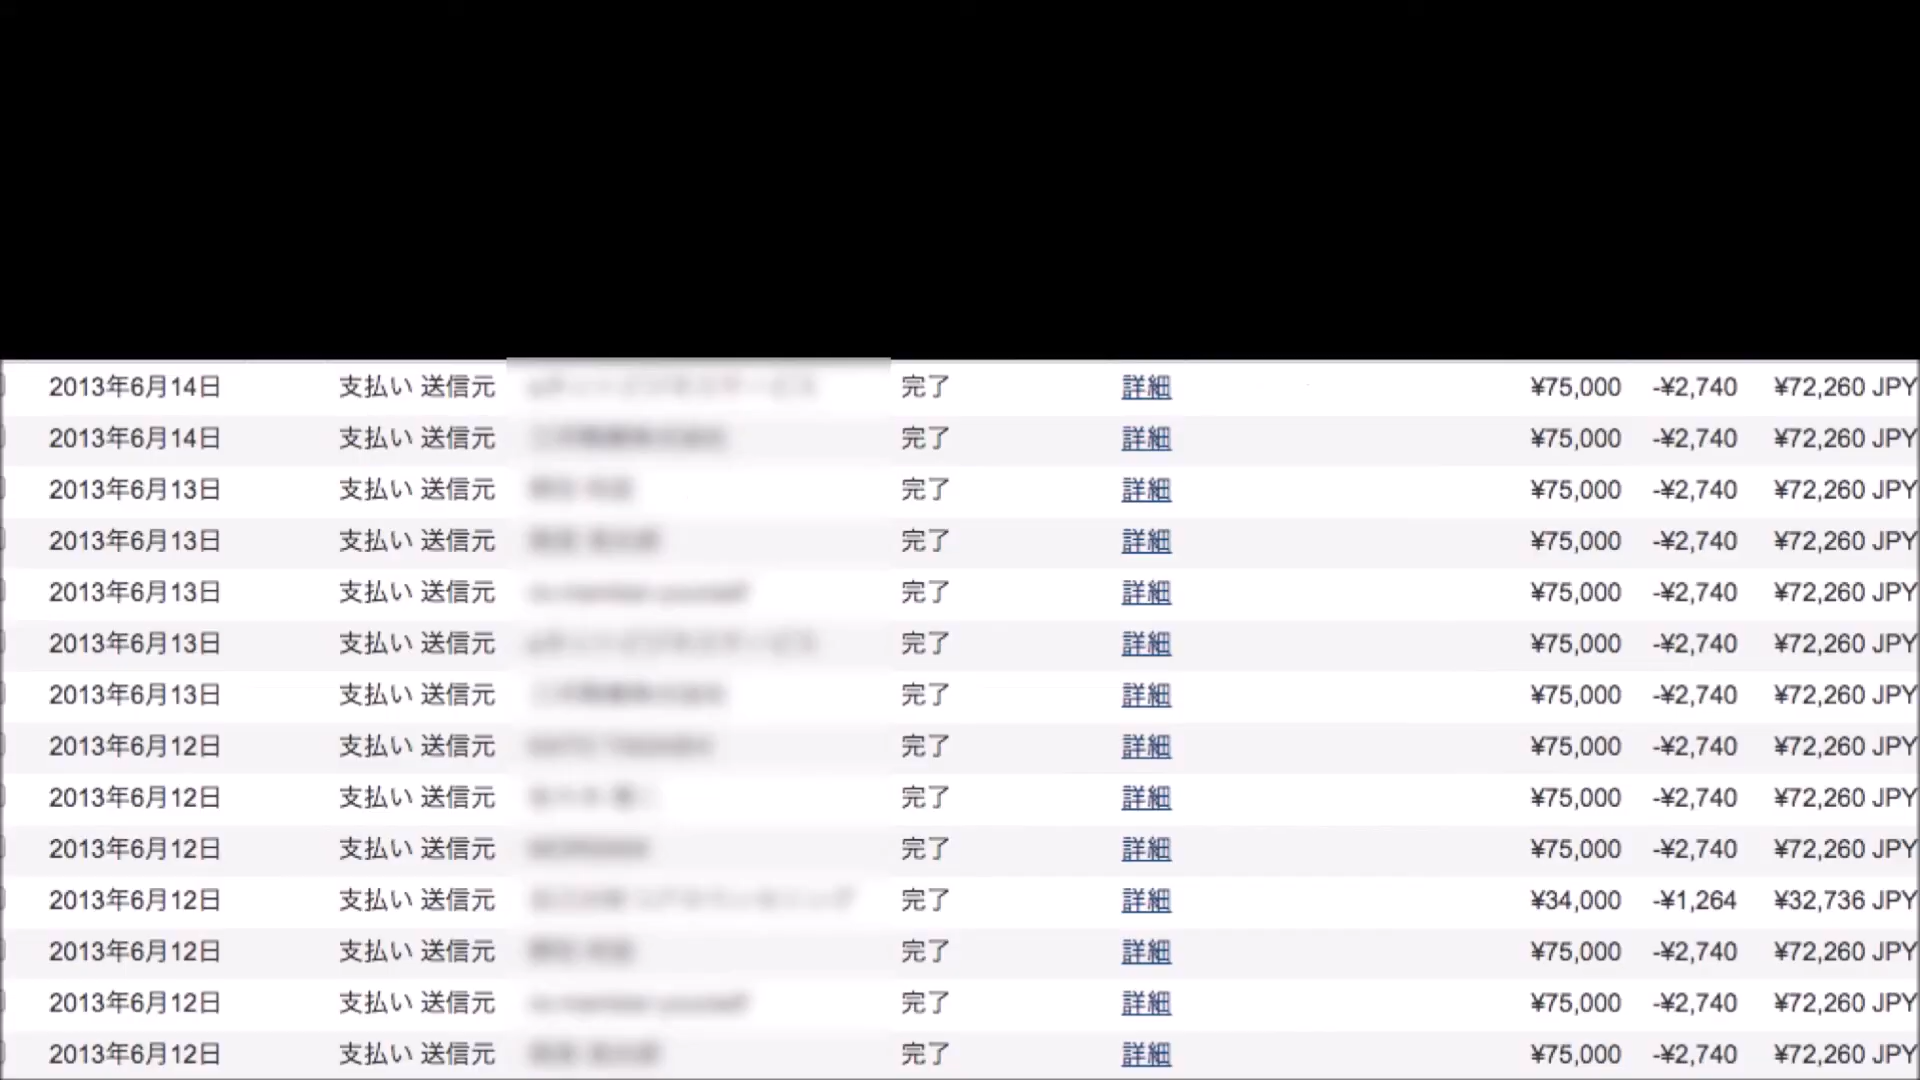 2013年6月14日 支払い 送信元 完了 詳細 ¥75,000 -¥2,740 ¥72,260 JPY
2013年6月14日 支払い 送信元 完了 詳細 ¥75,000 -¥2,740 ¥72,260 JPY
2013年6月13日 支払い 送信元 完了 詳細 ¥75,000 -¥2,740 ¥72,260 JPY
2013年6月13日 支払い 送信元 完了 詳細 ¥75,000 -¥2,740 ¥72,260 JPY
2013年6月13日 支払い 送信元 完了 詳細 ¥75,000 -¥2,740 ¥72,260 JPY
2013年6月13日 支払い 送信元 完了 詳細 ¥75,000 -¥2,740 ¥72,260 JPY
2013年6月13日 支払い 送信元 完了 詳細 ¥75,000 -¥2,740 ¥72,260 JPY
2013年6月12日 支払い 送信元 完了 詳細 ¥75,000 -¥2,740 ¥72,260 JPY
2013年6月12日 支払い 送信元 完了 詳細 ¥75,000 -¥2,740 ¥72,260 JPY
2013年6月12日 支払い 送信元 完了 詳細 ¥75,000 -¥2,740 ¥72,260 JPY
2013年6月12日 支払い 送信元 完了 詳細 ¥34,000 -¥1,264 ¥32,736 JPY
2013年6月12日 支払い 送信元 完了 詳細 ¥75,000 -¥2,740 ¥72,260 JPY
2013年6月12日 支払い 送信元 完了 詳細 ¥75,000 -¥2,740 ¥72,260 JPY
2013年6月12日 支払い 送信元 完了 詳細 ¥75,000 -¥2,740 ¥72,260 JPY